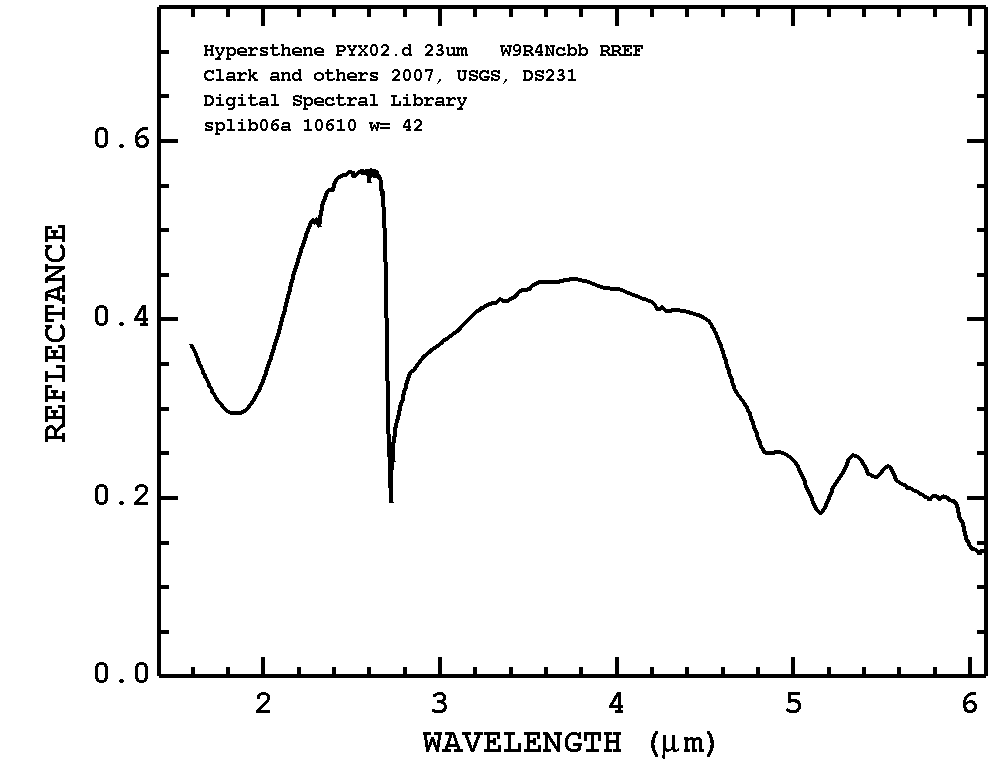 Hypersthene PYX02.d 23um W9R4Ncbb RREF
Clark and others 2007, USGS, DS231
Digital Spectral Library
splib06a 10610 w= 42
0.6
0.4
0.2
0.0
REFLECTANCE
2 3 4 5 6
WAVELENGTH (μm)